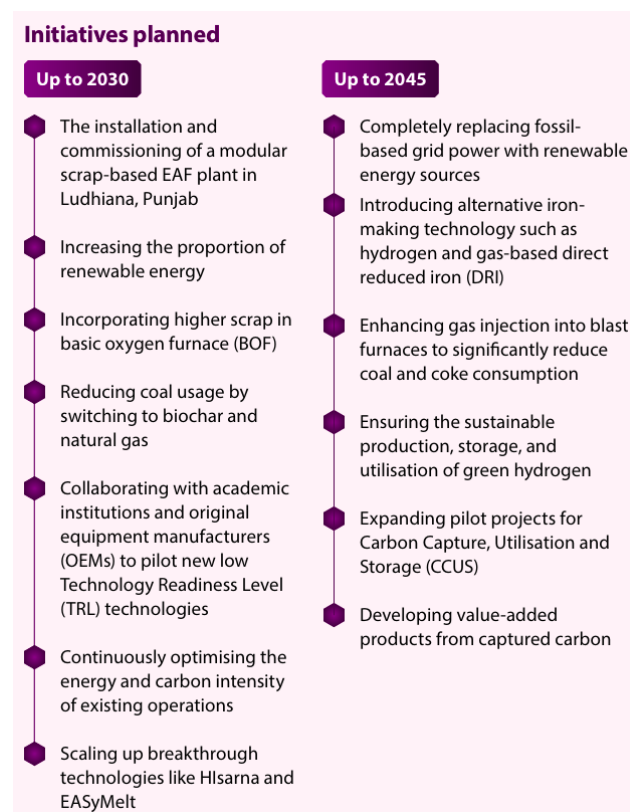 Initiatives planned
Up to 2030
The installation and
commissioning of a modular
scrap-based EAF plant in
Ludhiana, Punjab
Increasing the proportion of
renewable energy
Incorporating higher scrap in
basic oxygen furnace (BOF)
Reducing coal usage by
switching to biochar and
natural gas
Collaborating with academic
institutions and original
equipment manufacturers
(OEMs) to pilot new low
Technology Readiness Level
(TRL) technologies
Continuously optimising the
energy and carbon intensity
of existing operations
Scaling up breakthrough
technologies like HIsarna and
EASyMelt
Up to 2045
Completely replacing fossil-
based grid power with renewable
energy sources
Introducing alternative iron-
making technology such as
hydrogen and gas-based direct
reduced iron (DRI)
Enhancing gas injection into blast
furnaces to significantly reduce
coal and coke consumption
Ensuring the sustainable
production, storage, and
utilisation of green hydrogen
Expanding pilot projects for
Carbon Capture, Utilisation and
Storage (CCUS)
Developing value-added
products from captured carbon